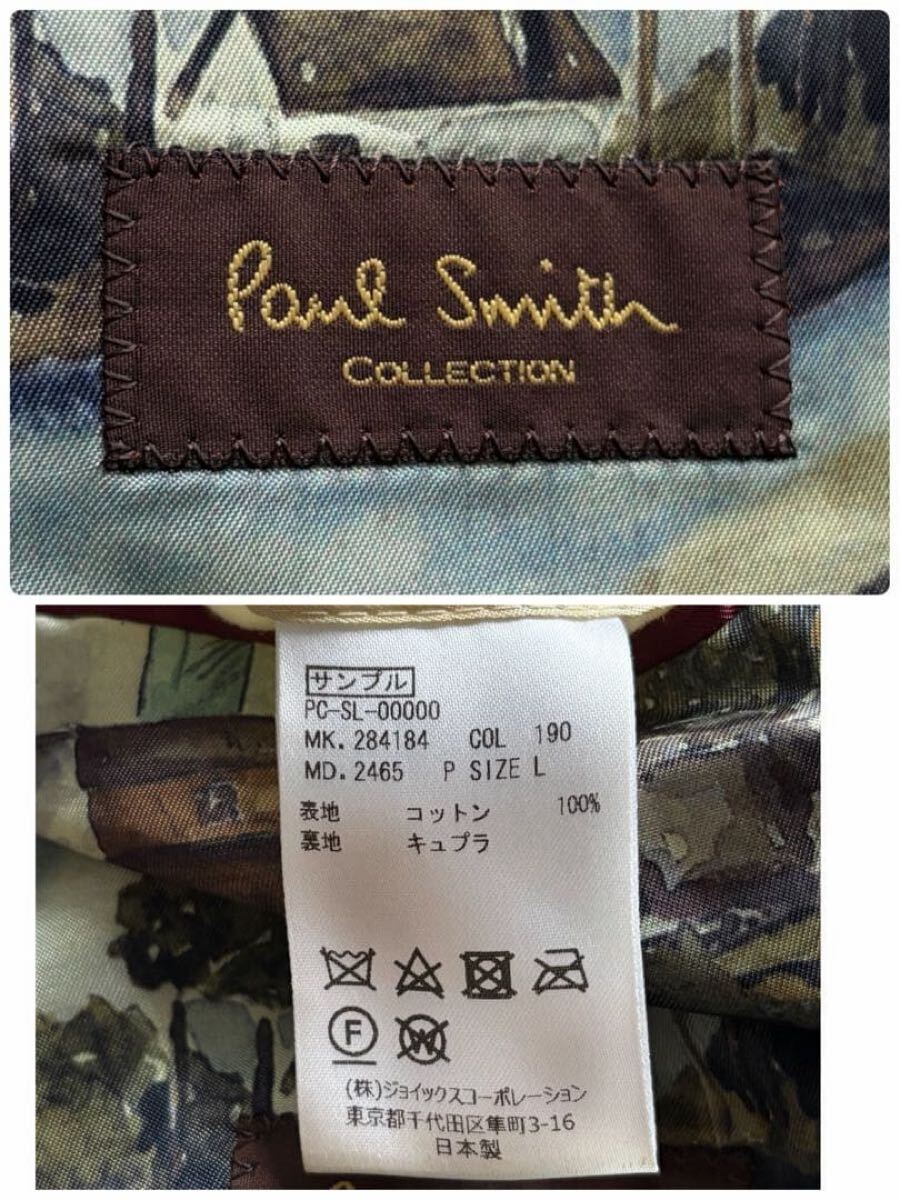 Paul Smith
COLLECTION
サンプル
PC-SL-00000
MK. 284184 COL 190
MD. 2465 P SIZE L
表地 コットン 100%
裏地 キュプラ
F
W
(株)ジョイックスコーポレーション
東京都千代田区隼町3-16
日本製
Paul Smith